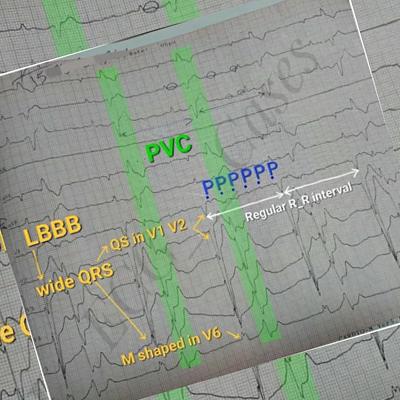 PVC
PPPPPP
Regular R_R interval
LBBB
QS in V1 V2
wide QRS
M shaped in V6